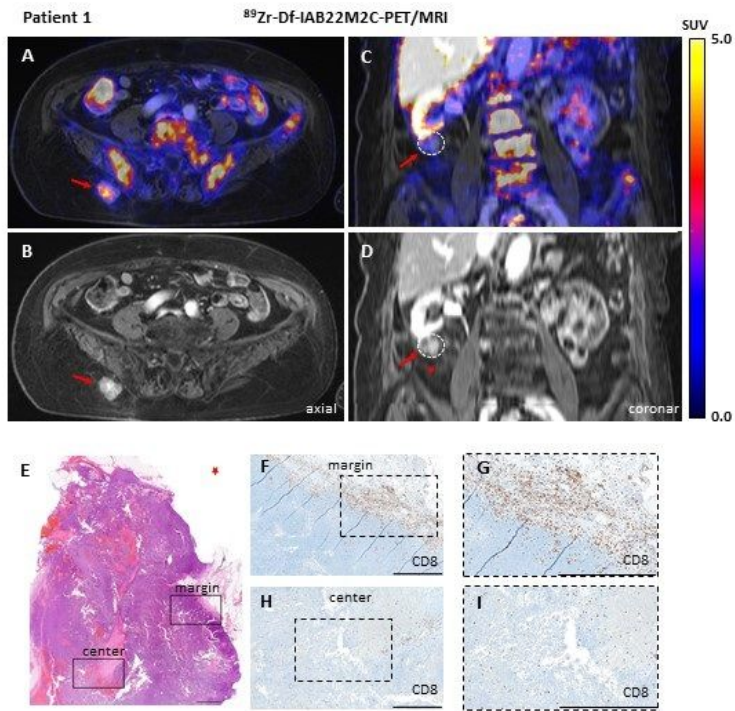 Patient 1
⁸⁹Zr-Df-IAB22M2C-PET/MRI
SUV
5.0
A
C
B
axial
D
coronar
0.0
E
margin
center
F
margin
CD8
G
CD8
H
center
CD8
I
CD8